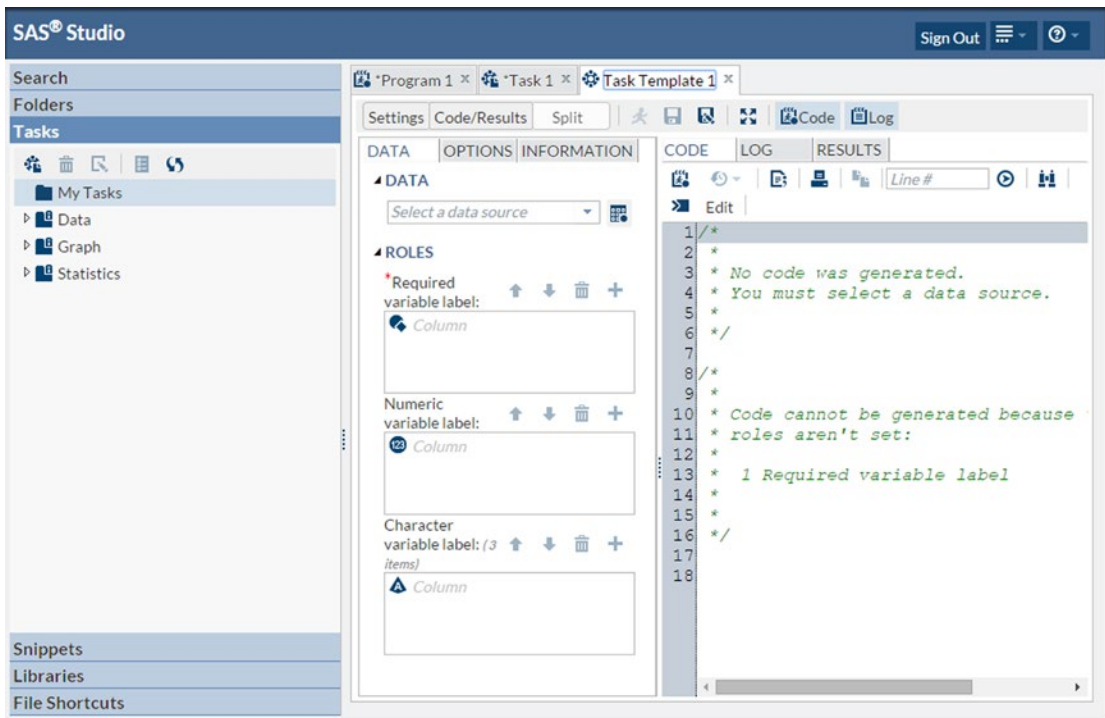 SAS® Studio
Sign Out
Search
Folders
Tasks
My Tasks
Data
Graph
Statistics
Snippets
Libraries
File Shortcuts
*Program 1
*Task 1
Task Template 1
Settings Code/Results Split
Code Log
DATA OPTIONS INFORMATION
DATA
Select a data source
ROLES
*Required
variable label:
Column
Numeric
variable label:
123 Column
Character
variable label: (3
items)
A Column
CODE LOG RESULTS
Line #
Edit
1 /*
2 *
3 * No code was generated.
4 * You must select a data source.
5 *
6 */
7
8 /*
9 *
10 * Code cannot be generated because
11 * roles aren't set:
12 *
13 * 1 Required variable label
14 *
15 *
16 */
17
18